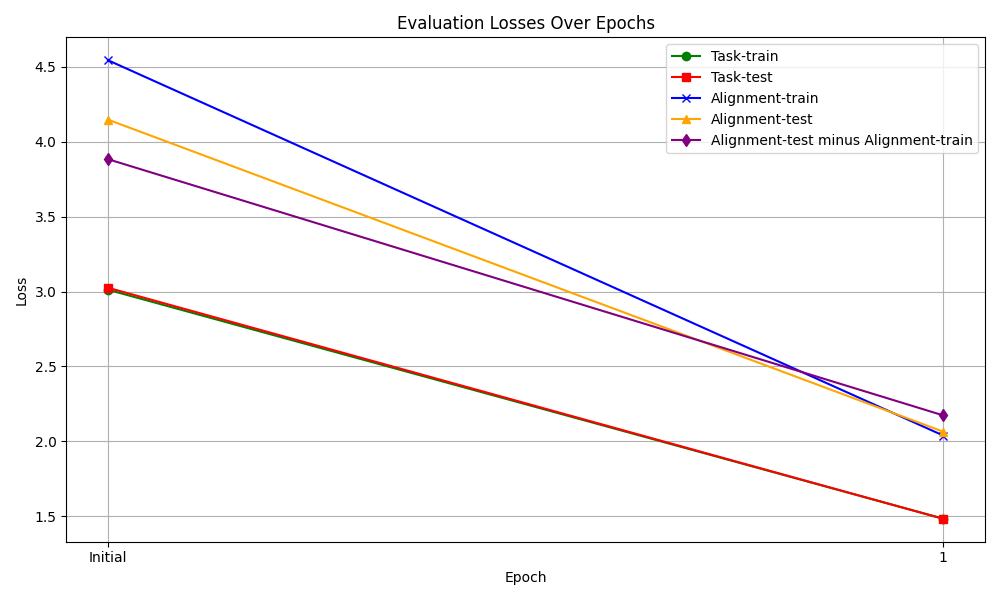 Evaluation Losses Over Epochs
Task-train
Task-test
Alignment-train
Alignment-test
Alignment-test minus Alignment-train
Loss
4.5
4.0
3.5
3.0
2.5
2.0
1.5
Initial
1
Epoch